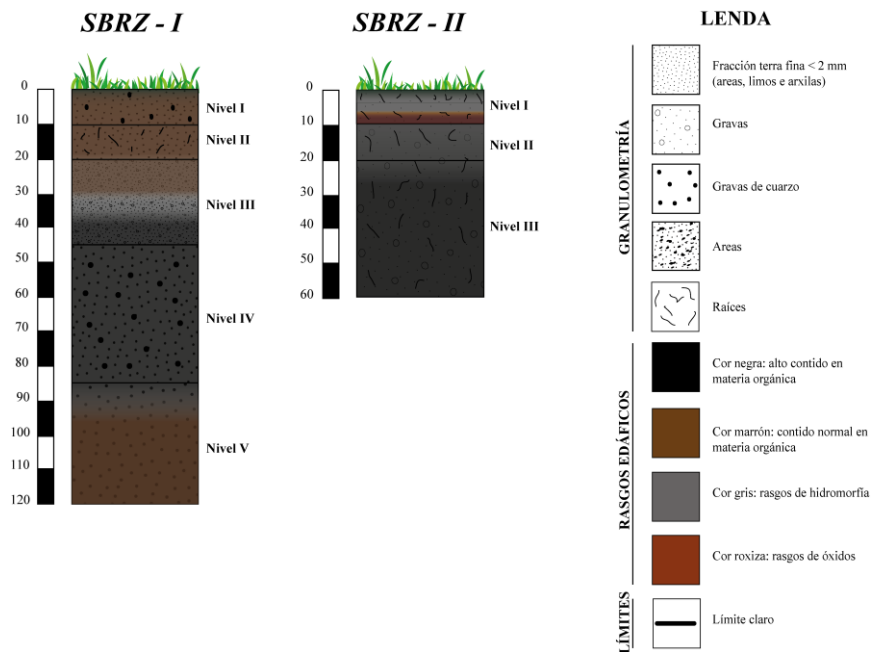 SBRZ - I
0
10
20
30
40
50
60
70
80
90
100
110
120
Nivel I
Nivel II
Nivel III
Nivel IV
Nivel V
SBRZ - II
0
10
20
30
40
50
60
Nivel I
Nivel II
Nivel III
LENDA
GRANULOMETRÍA
Fracción terra fina < 2 mm
(areas, limos e arxilas)
Gravas
Gravas de cuarzo
Areas
Raíces
RASGOS EDÁFICOS
Cor negra: alto contido en
materia orgánica
Cor marrón: contido normal en
materia orgánica
Cor gris: rasgos de hidromorfía
Cor roxiza: rasgos de óxidos
LÍMITES
Límite claro